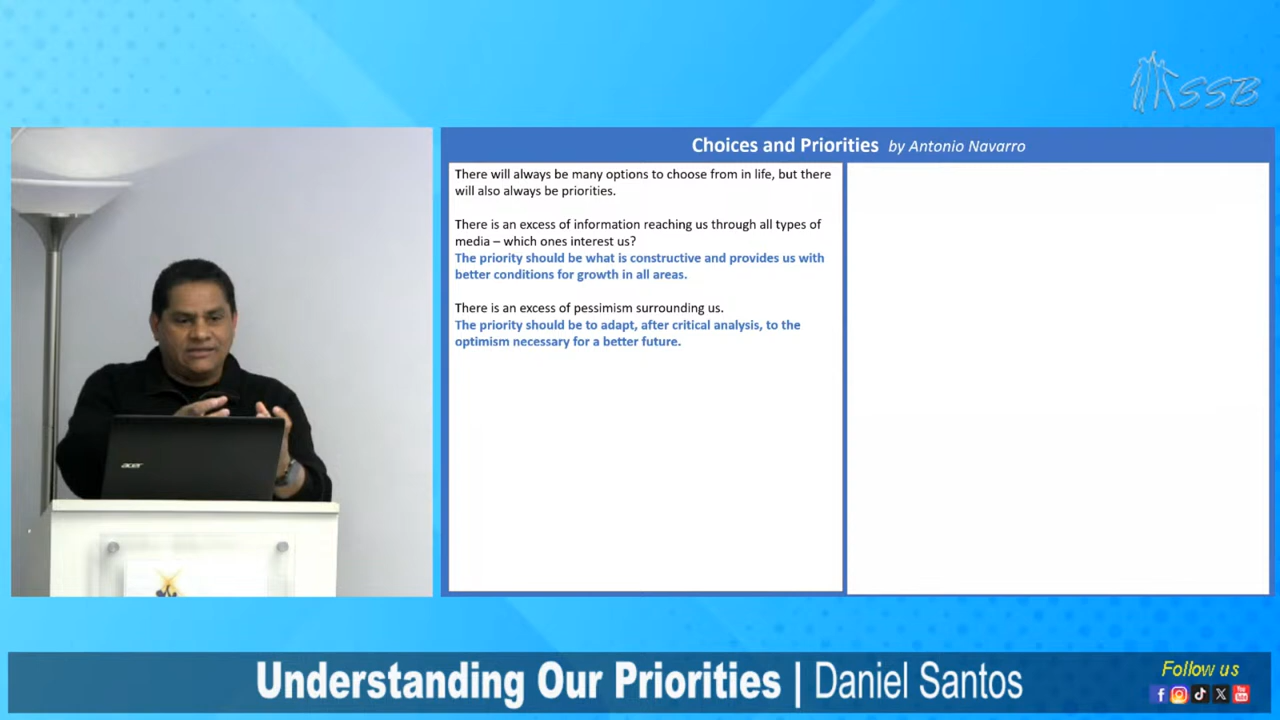 SSB
Choices and Priorities by Antonio Navarro
There will always be many options to choose from in life, but there
will also always be priorities.
There is an excess of information reaching us through all types of
media – which ones interest us?
The priority should be what is constructive and provides us with
better conditions for growth in all areas.
There is an excess of pessimism surrounding us.
The priority should be to adapt, after critical analysis, to the
optimism necessary for a better future.
acer
Understanding Our Priorities | Daniel Santos
Follow us